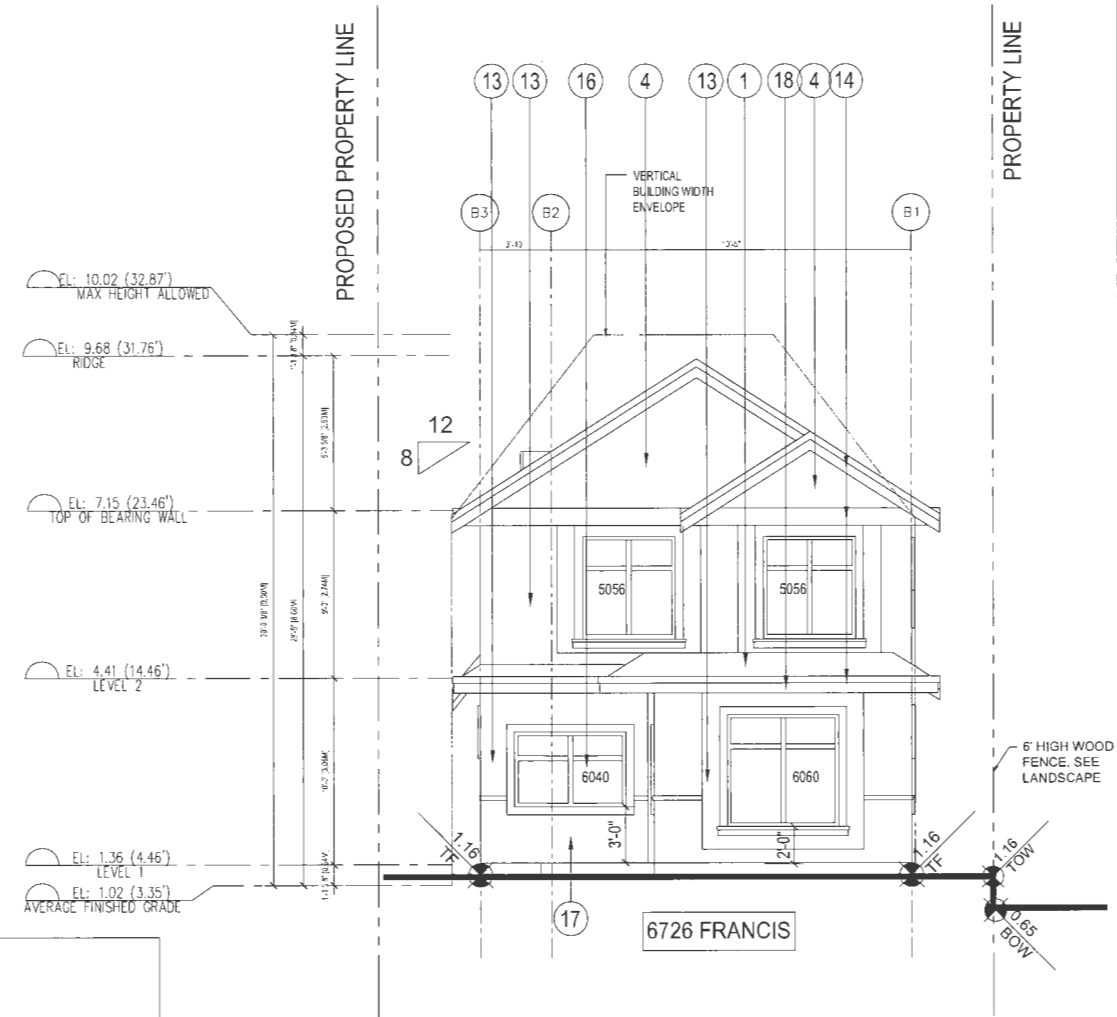 PROPOSED PROPERTY LINE
PROPERTY LINE
13 13 16 4 13 1 18 4 14
VERTICAL
BUILDING WIDTH
ENVELOPE
B3 B2 B1
EL: 10.02 (32.87')
MAX HEIGHT ALLOWED
EL: 9.68 (31.76')
RIDGE
12
8
EL: 7.15 (23.46')
TOP OF BEARING WALL
5056
5056
EL: 4.41 (14.46')
LEVEL 2
6' HIGH WOOD
FENCE, SEE
LANDSCAPE
6040
6060
3'-0"
2'-0"
EL: 1.36 (4.46')
LEVEL 1
EL: 1.02 (3.35')
AVERAGE FINISHED GRADE
1.16
TF
1.16
TF
1.16
TOW
0.65
BOW
17
6726 FRANCIS